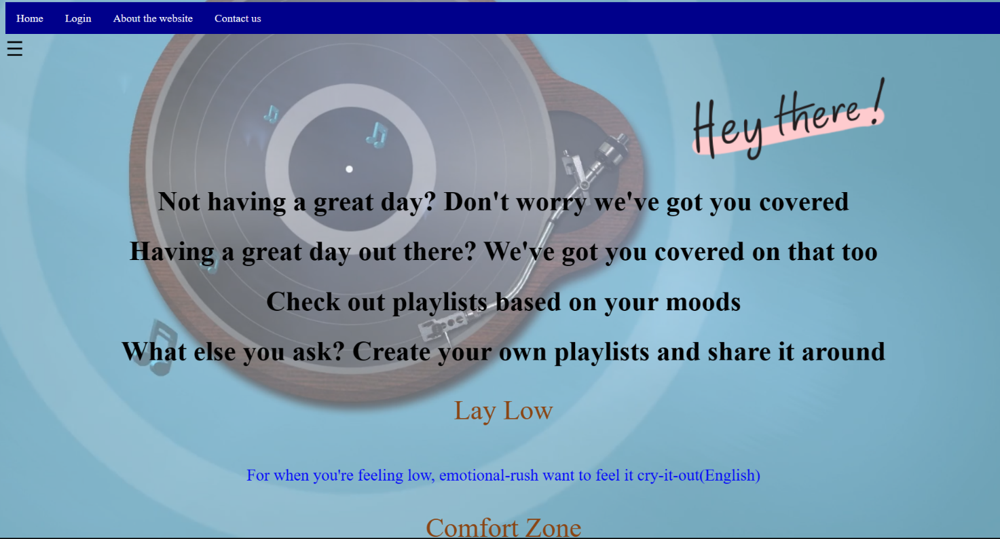 Home Login About the website Contact us
Hey there!
Not having a great day? Don't worry we've got you covered
Having a great day out there? We've got you covered on that too
Check out playlists based on your moods
What else you ask? Create your own playlists and share it around
Lay Low
For when you're feeling low, emotional-rush want to feel it cry-it-out(English)
Comfort Zone